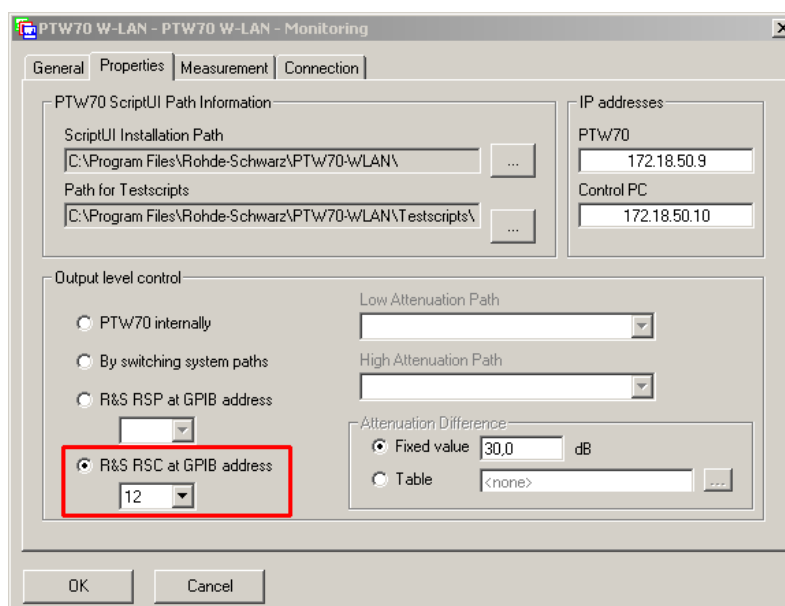 PTW70 W-LAN - PTW70 W-LAN - Monitoring
General Properties Measurement Connection
PTW70 ScriptUI Path Information
ScriptUI Installation Path
C:\Program Files\Rohde-Schwarz\PTW70-WLAN\
...
Path for Testscripts
C:\Program Files\Rohde-Schwarz\PTW70-WLAN\Testscripts\
...
IP addresses
PTW70
172.18.50.9
Control PC
172.18.50.10
Output level control
PTW70 internally
By switching system paths
R&S RSP at GPIB address
R&S RSC at GPIB address
12
Low Attenuation Path
High Attenuation Path
Attenuation Difference
Fixed value 30,0 dB
Table <none> ...
OK Cancel